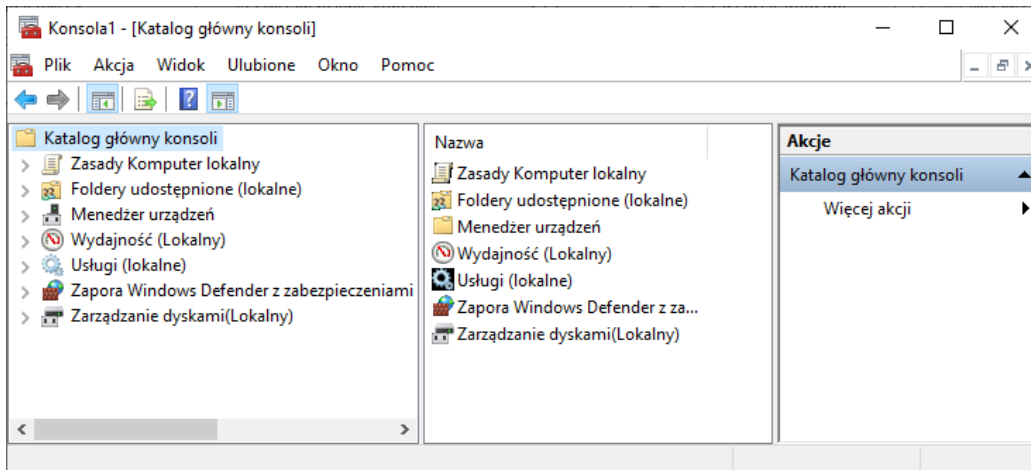 Konsola1 - [Katalog główny konsoli]
Plik Akcja Widok Ulubione Okno Pomoc
Katalog główny konsoli
Zasady Komputer lokalny
Foldery udostępnione (lokalne)
Menedżer urządzeń
Wydajność (Lokalny)
Usługi (lokalne)
Zapora Windows Defender z zabezpieczeniami
Zarządzanie dyskami(Lokalny)
Nazwa
Zasady Komputer lokalny
Foldery udostępnione (lokalne)
Menedżer urządzeń
Wydajność (Lokalny)
Usługi (lokalne)
Zapora Windows Defender z za...
Zarządzanie dyskami(Lokalny)
Akcje
Katalog główny konsoli
Więcej akcji